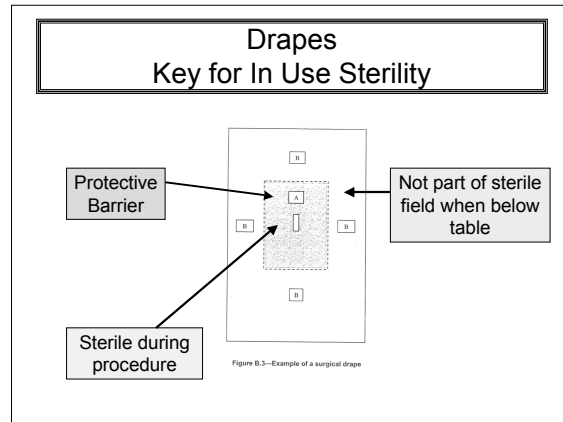 Drapes
Key for In Use Sterility
B
Protective
Barrier
A
Not part of sterile
field when below
table
B
B
B
Sterile during
procedure
Figure B.3—Example of a surgical drape